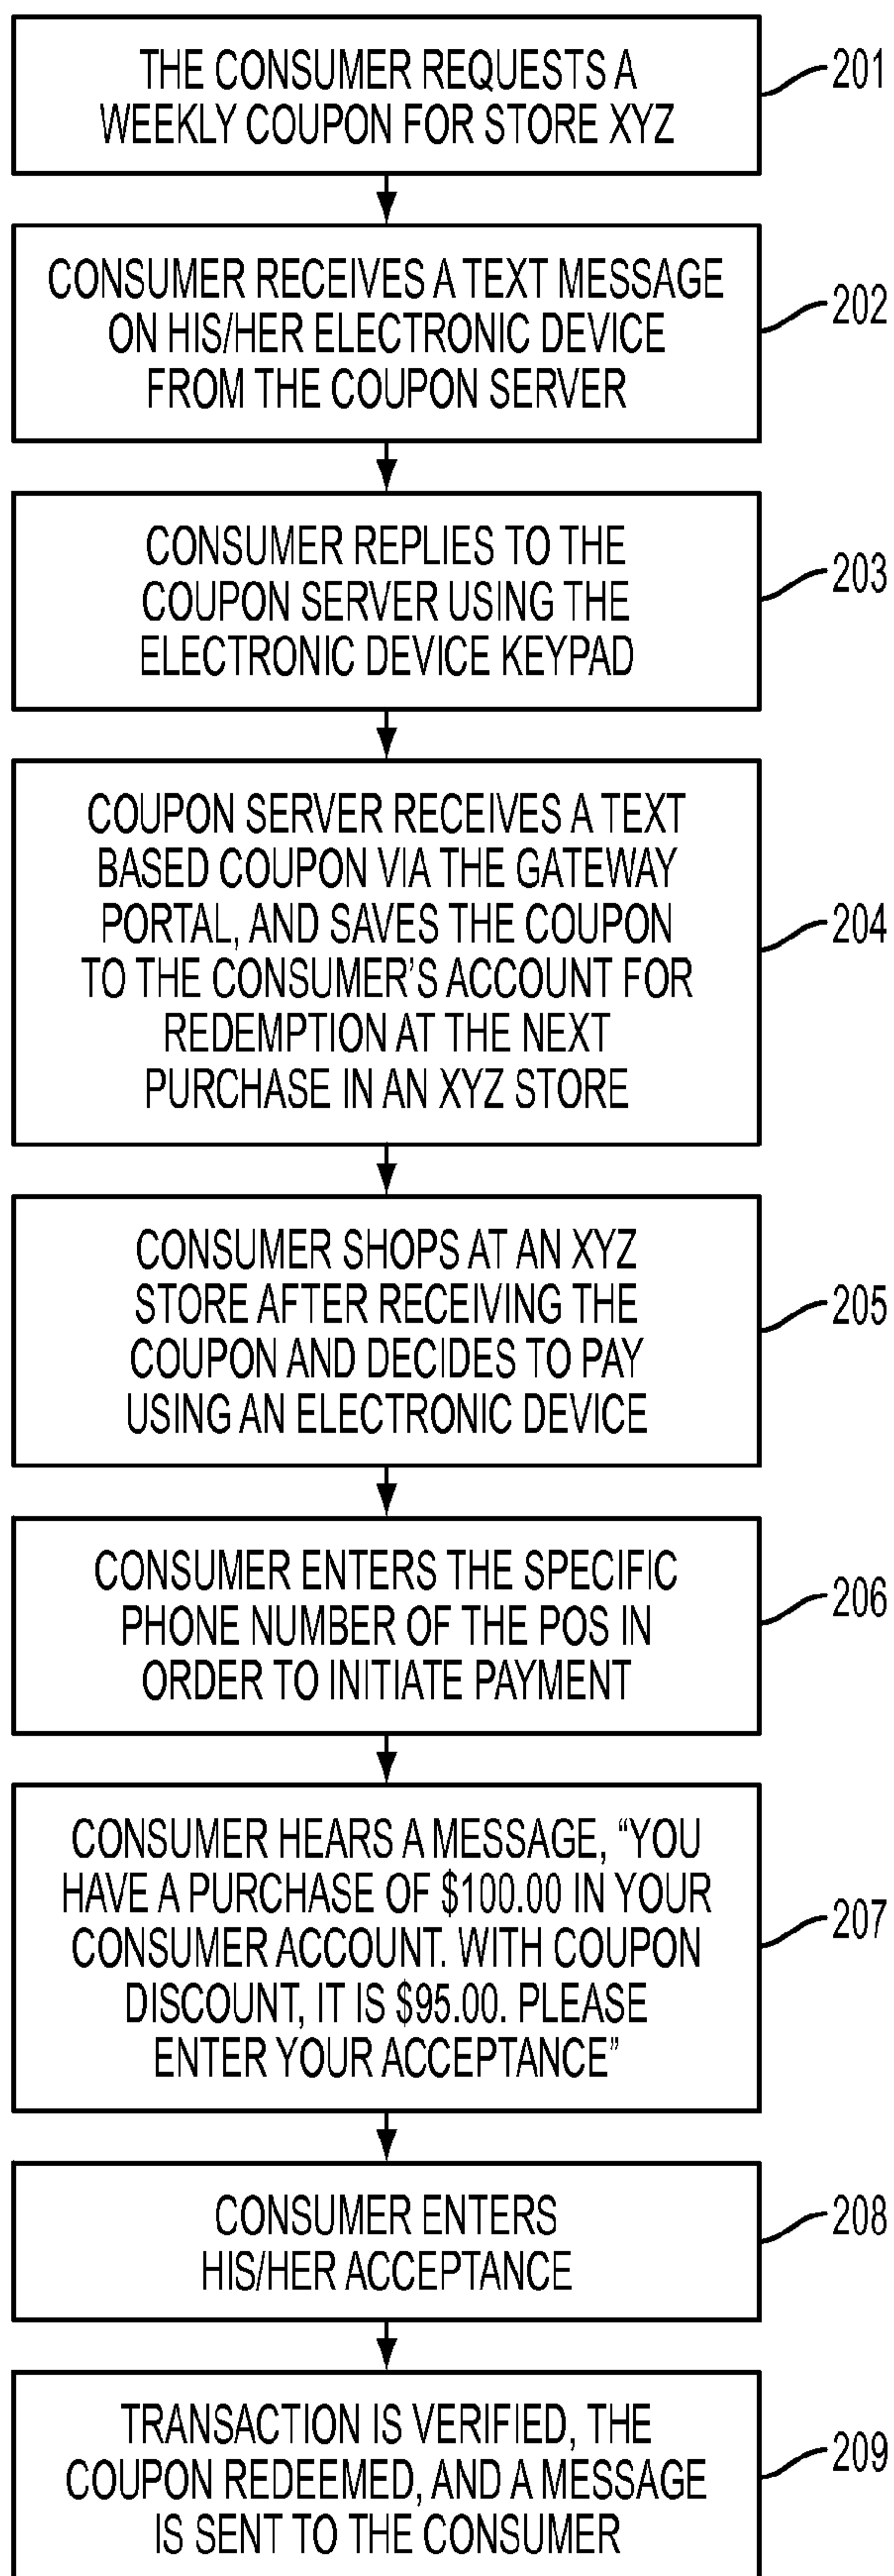 THE CONSUMER REQUESTS A
WEEKLY COUPON FOR STORE XYZ
201
CONSUMER RECEIVES A TEXT MESSAGE
ON HIS/HER ELECTRONIC DEVICE
FROM THE COUPON SERVER
202
CONSUMER REPLIES TO THE
COUPON SERVER USING THE
ELECTRONIC DEVICE KEYPAD
203
COUPON SERVER RECEIVES A TEXT
BASED COUPON VIA THE GATEWAY
PORTAL, AND SAVES THE COUPON
TO THE CONSUMER'S ACCOUNT FOR
REDEMPTION AT THE NEXT
PURCHASE IN AN XYZ STORE
204
CONSUMER SHOPS AT AN XYZ
STORE AFTER RECEIVING THE
COUPON AND DECIDES TO PAY
USING AN ELECTRONIC DEVICE
205
CONSUMER ENTERS THE SPECIFIC
PHONE NUMBER OF THE POS IN
ORDER TO INITIATE PAYMENT
206
CONSUMER HEARS A MESSAGE, “YOU
HAVE A PURCHASE OF $100.00 IN YOUR
CONSUMER ACCOUNT. WITH COUPON
DISCOUNT, IT IS $95.00. PLEASE
ENTER YOUR ACCEPTANCE”
207
CONSUMER ENTERS
HIS/HER ACCEPTANCE
208
TRANSACTION IS VERIFIED, THE
COUPON REDEEMED, AND A MESSAGE
IS SENT TO THE CONSUMER
209